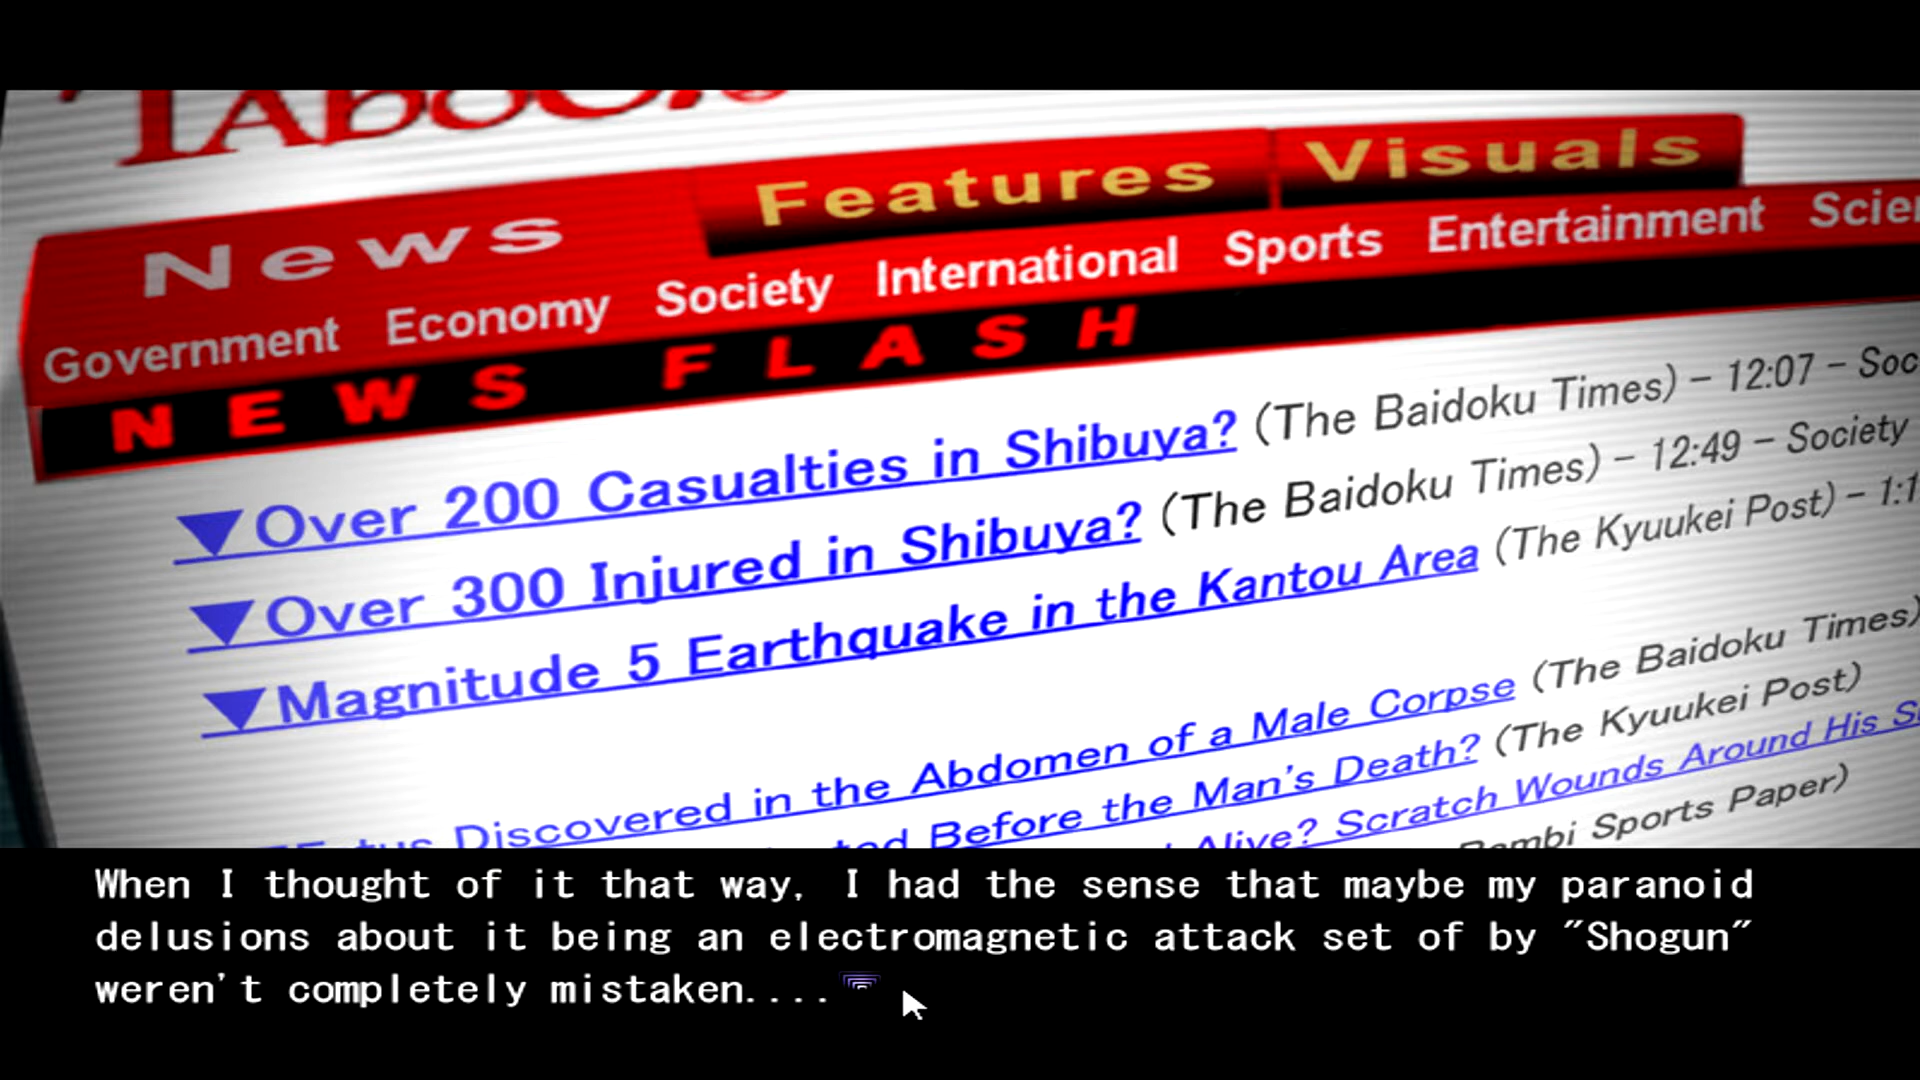 News Features Visuals
Government Economy Society International Sports Entertainment
NEWS FLASH
▼Over 200 Casualties in Shibuya? (The Baidoku Times) – 12:07 –
▼Over 300 Injured in Shibuya? (The Baidoku Times) – 12:49 – Society
▼Magnitude 5 Earthquake in the Kantou Area (The Kyuukei Post) –
Discovered in the Abdomen of a Male Corpse (The Baidoku Times)
Before the Man's Death? (The Kyuukei Post)
Alive? Scratch Wounds Around His
Sports Paper)
When I thought of it that way, I had the sense that maybe my paranoid
delusions about it being an electromagnetic attack set of by "Shogun"
weren't completely mistaken....